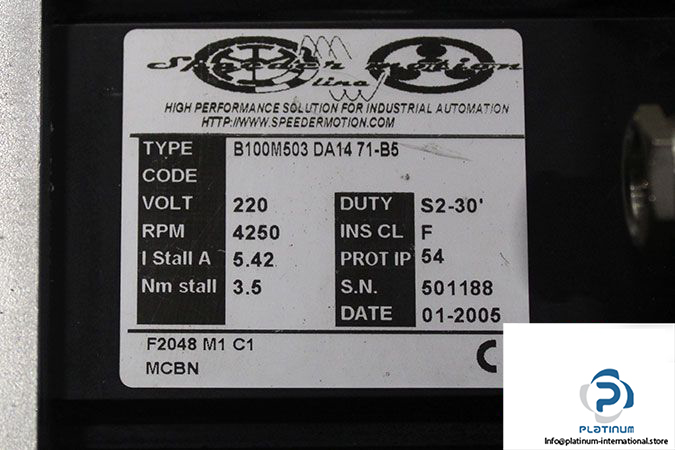 Speeder motion
line
HIGH PERFORMANCE SOLUTION FOR INDUSTRIAL AUTOMATION
HTTP://WWW.SPEEDERMOTION.COM
TYPE B100M503 DA14 71-B5
CODE
VOLT 220 DUTY S2-30'
RPM 4250 INS CL F
I Stall A 5.42 PROT IP 54
Nm stall 3.5 S.N. 501188
DATE 01-2005
F2048 M1 C1
MCBN
PLATINUM
Info@platinum-international.store